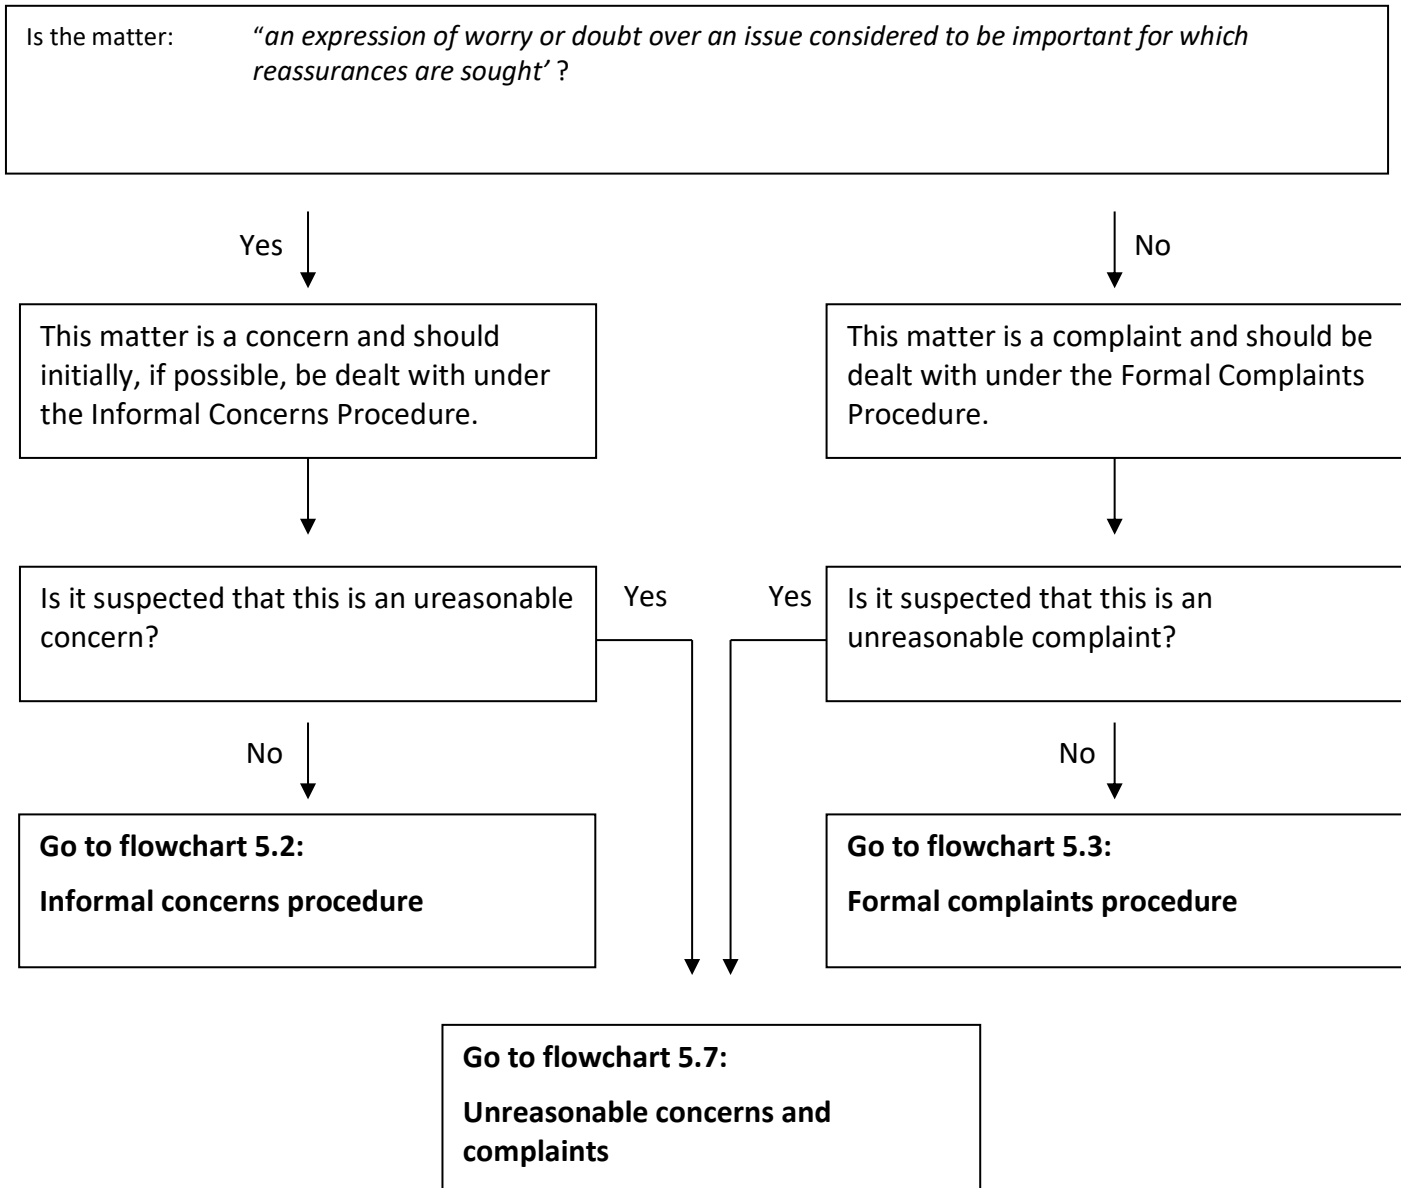 Is the matter: “an expression of worry or doubt over an issue considered to be important for which
reassurances are sought’ ?
Yes
No
This matter is a concern and should
initially, if possible, be dealt with under
the Informal Concerns Procedure.
This matter is a complaint and should be
dealt with under the Formal Complaints
Procedure.
Is it suspected that this is an ureasonable
concern?
Yes
Yes
Is it suspected that this is an
unreasonable complaint?
No
No
Go to flowchart 5.2:
Informal concerns procedure
Go to flowchart 5.3:
Formal complaints procedure
Go to flowchart 5.7:
Unreasonable concerns and
complaints